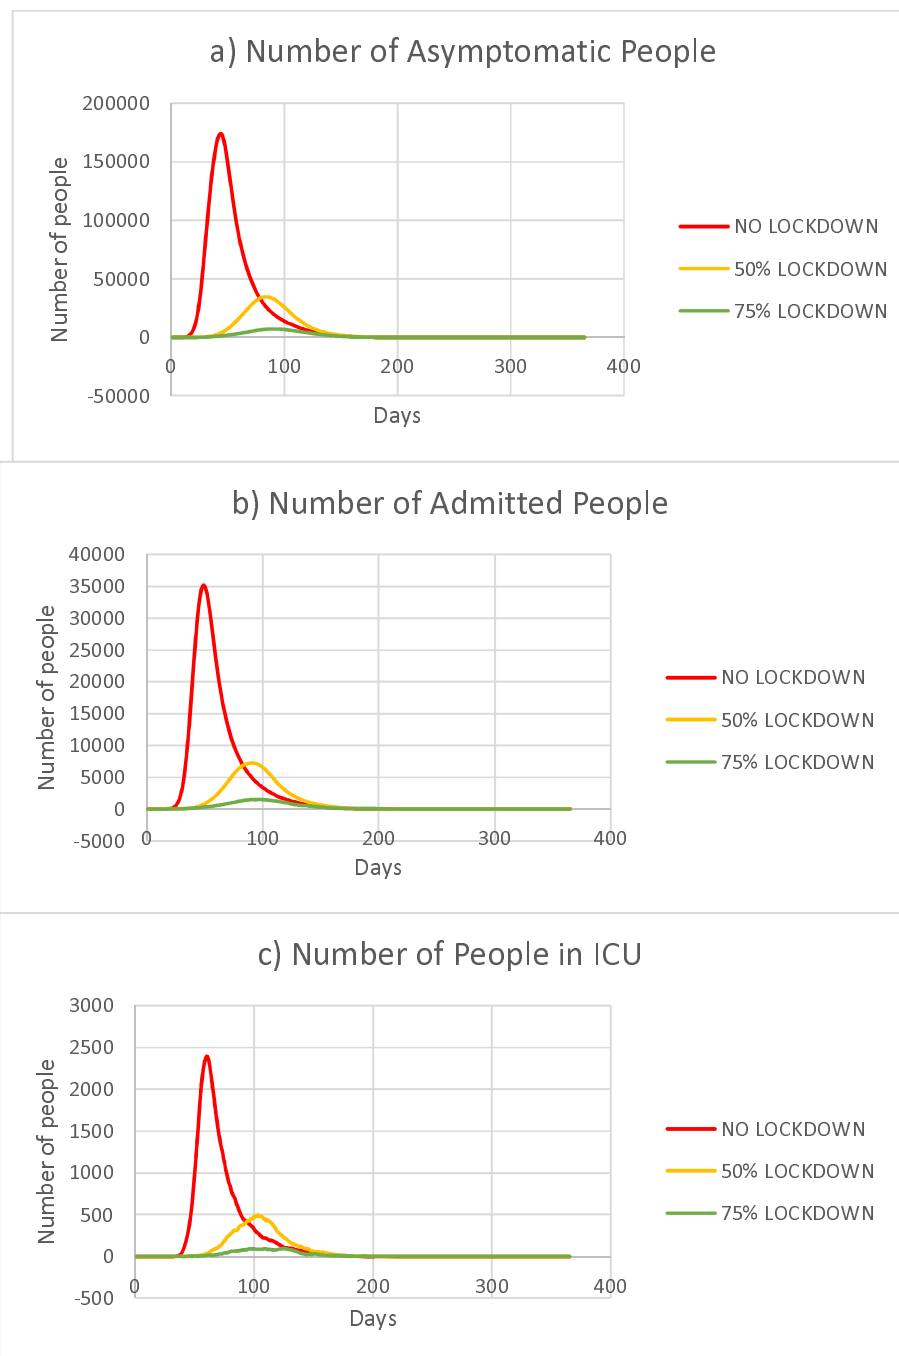 a) Number of Asymptomatic People
200000
150000
100000
50000
0
-50000
Number of people
0 100 200 300 400
Days
NO LOCKDOWN
50% LOCKDOWN
75% LOCKDOWN
b) Number of Admitted People
40000
35000
30000
25000
20000
15000
10000
5000
0
-5000
Number of people
0 100 200 300 400
Days
NO LOCKDOWN
50% LOCKDOWN
75% LOCKDOWN
c) Number of People in ICU
3000
2500
2000
1500
1000
500
0
-500
Number of people
0 100 200 300 400
Days
NO LOCKDOWN
50% LOCKDOWN
75% LOCKDOWN